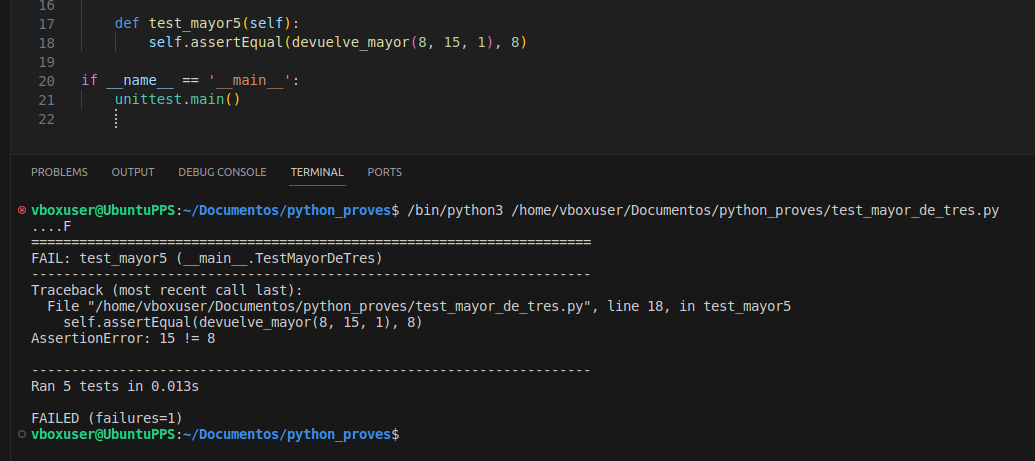 16
17 def test_mayor5(self):
18 self.assertEqual(devuelve_mayor(8, 15, 1), 8)
19
20 if __name__ == '__main__':
21 unittest.main()
22
PROBLEMS OUTPUT DEBUG CONSOLE TERMINAL PORTS
vboxuser@UbuntuPPS:~/Documentos/python_proves$ /bin/python3 /home/vboxuser/Documentos/python_proves/test_mayor_de_tres.py
....F
======================================================================
FAIL: test_mayor5 (__main__.TestMayorDeTres)
----------------------------------------------------------------------
Traceback (most recent call last):
File "/home/vboxuser/Documentos/python_proves/test_mayor_de_tres.py", line 18, in test_mayor5
self.assertEqual(devuelve_mayor(8, 15, 1), 8)
AssertionError: 15 != 8
----------------------------------------------------------------------
Ran 5 tests in 0.013s
FAILED (failures=1)
vboxuser@UbuntuPPS:~/Documentos/python_proves$